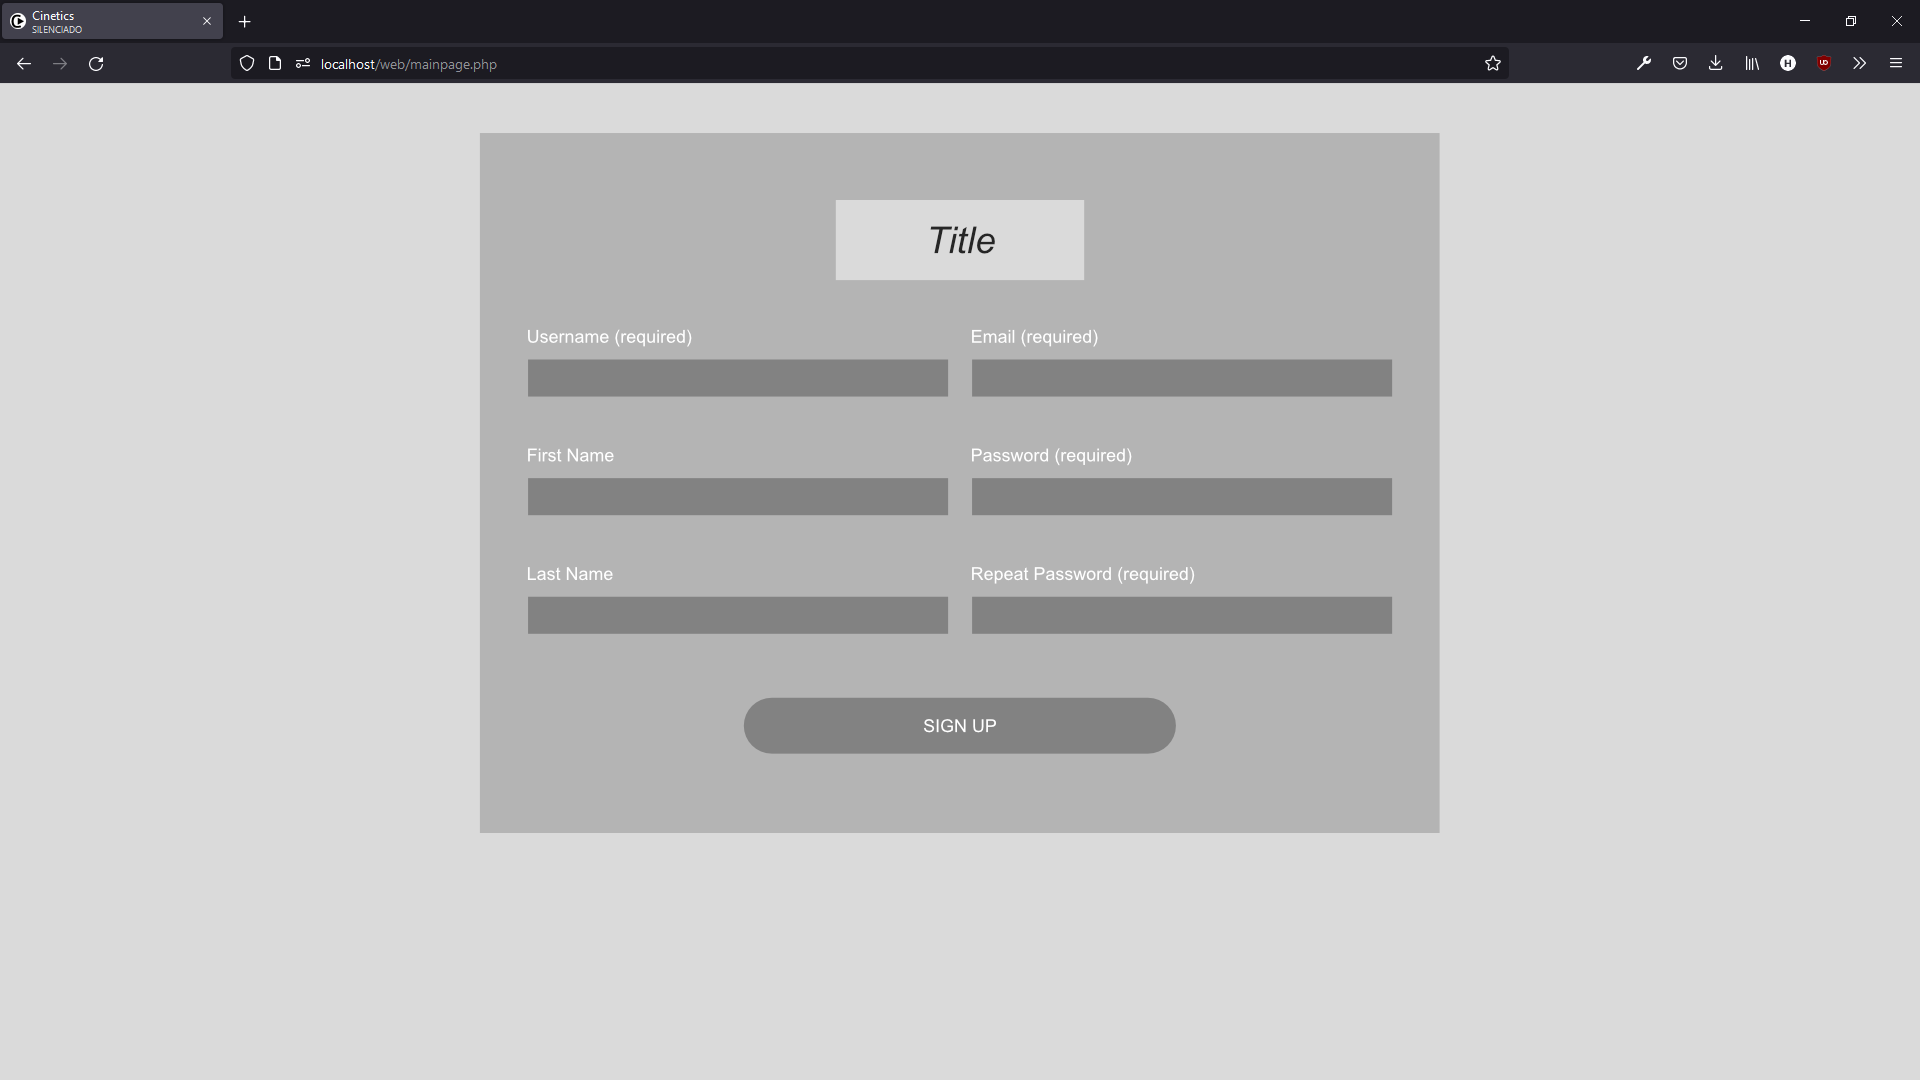 Cinetics
SILENCIADO
localhost/web/mainpage.php
Title
Username (required)
Email (required)
First Name
Password (required)
Last Name
Repeat Password (required)
SIGN UP